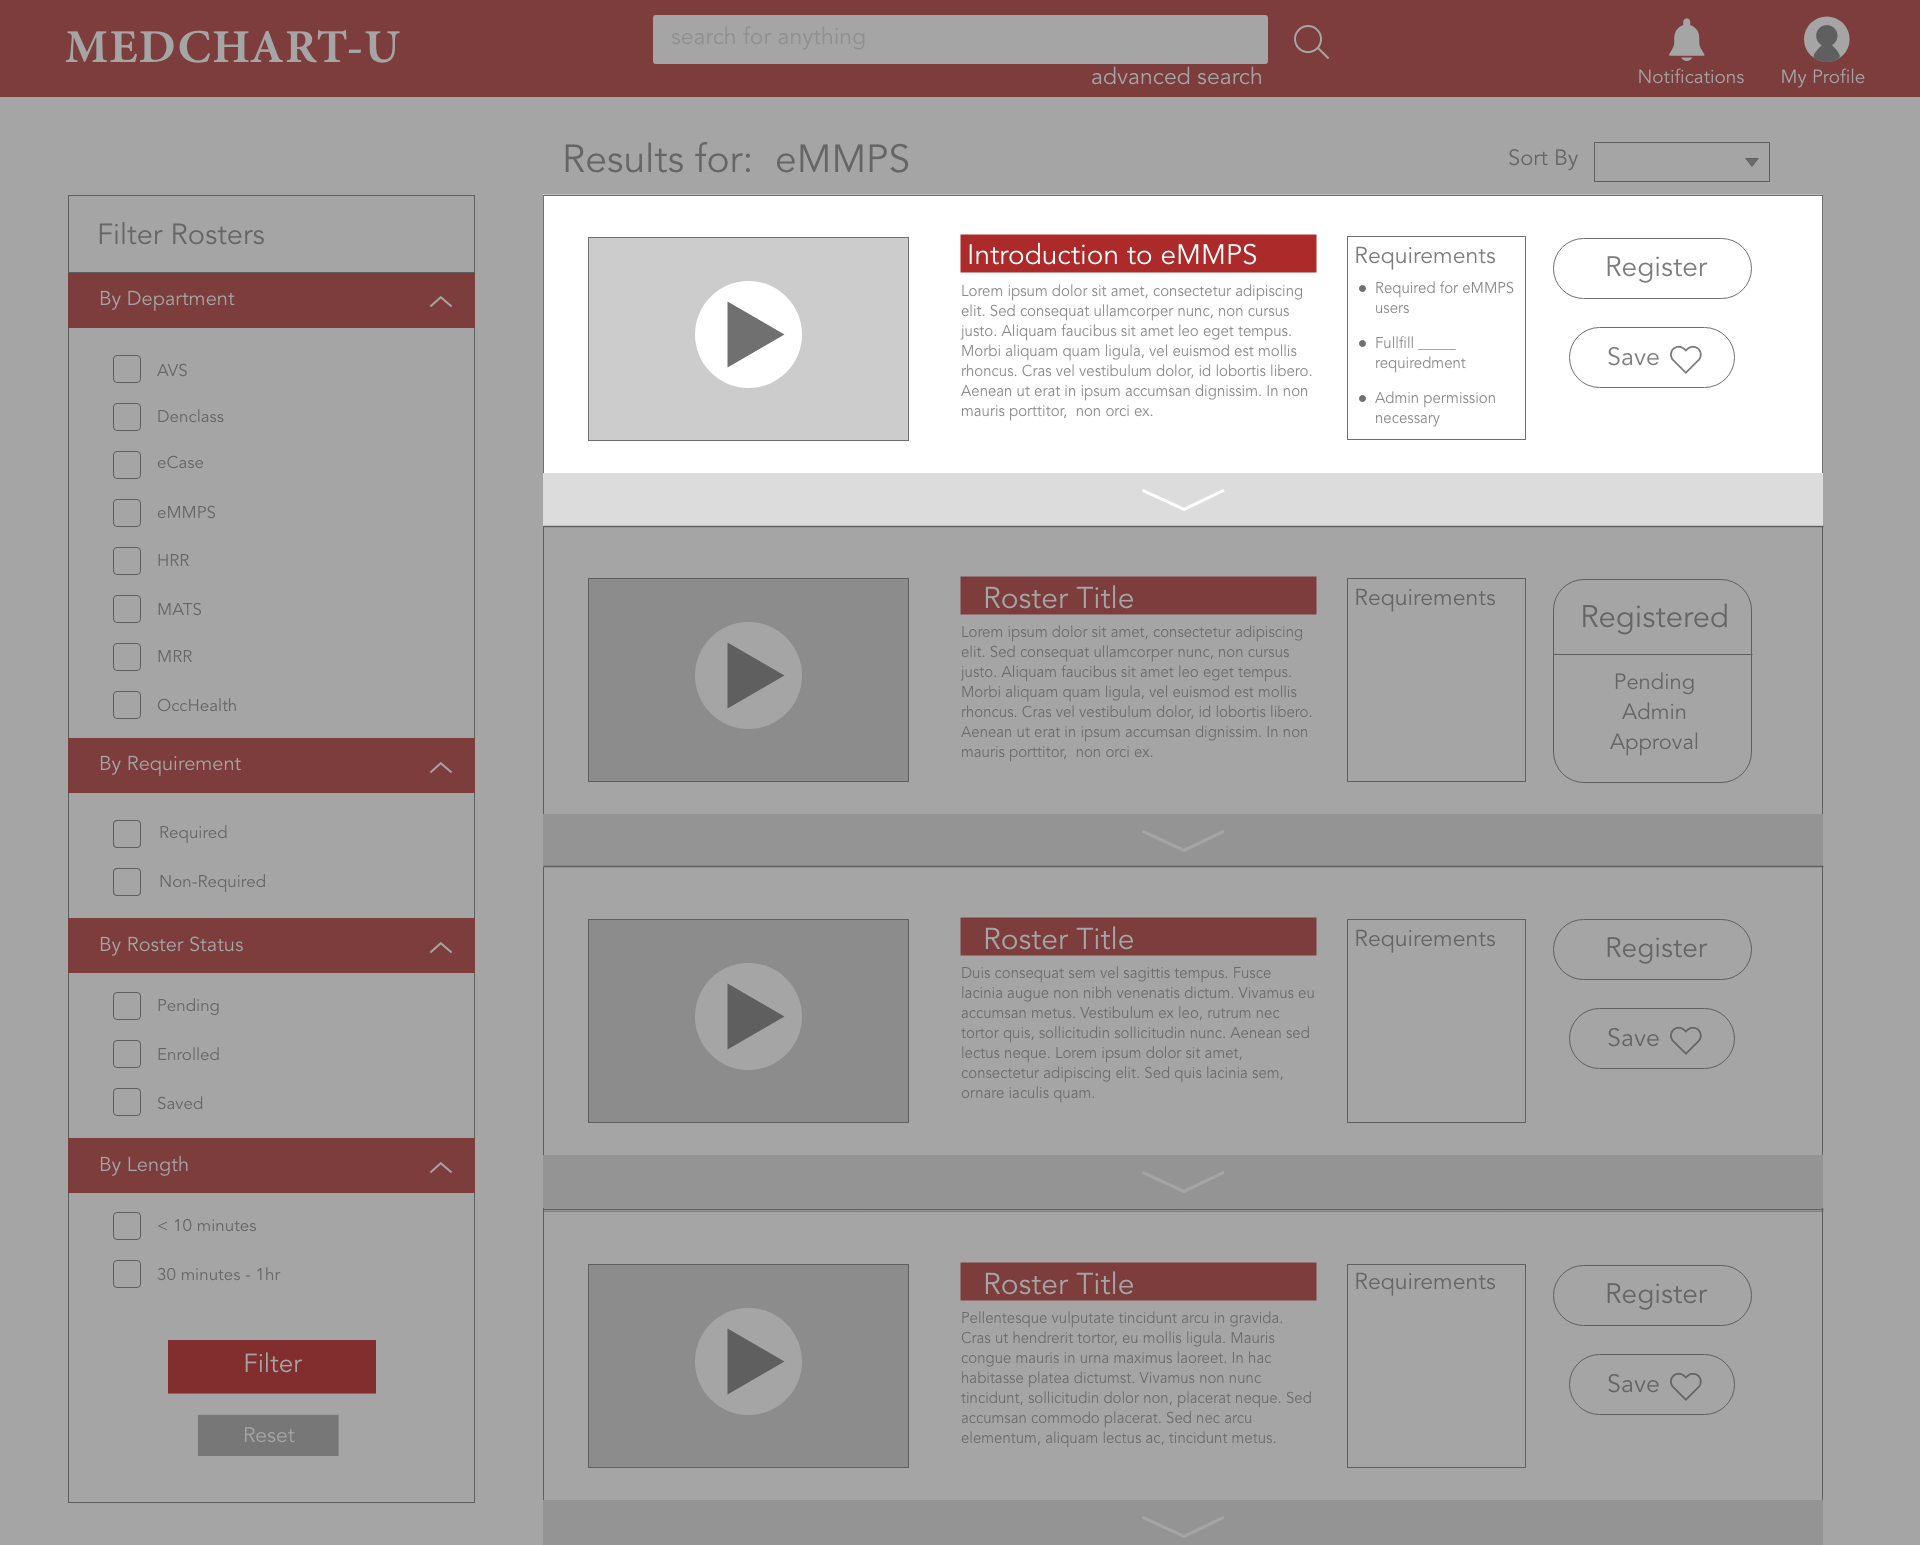 MEDCHART-U
search for anything
advanced search
Notifications
My Profile
Results for: eMMPS
Sort By
Filter Rosters
By Department
AVS
Denclass
eCase
eMMPS
HRR
MATS
MRR
OccHealth
By Requirement
Required
Non-Required
By Roster Status
Pending
Enrolled
Saved
By Length
< 10 minutes
30 minutes - 1hr
Filter
Reset
Introduction to eMMPS
Lorem ipsum dolor sit amet, consectetur adipiscing
elit. Sed consequat ullamcorper nunc, non cursus
justo. Aliquam faucibus sit amet leo eget tempus.
Morbi aliquam quam ligula, vel euismod est mollis
rhoncus. Cras vel vestibulum dolor, id lobortis libero.
Aenean ut erat in ipsum accumsan dignissim. In non
mauris porttitor,  non orci ex.
Requirements
• Required for eMMPS
users
• Fullfill _____
requiredment
• Admin permission
necessary
Register
Save
Roster Title
Lorem ipsum dolor sit amet, consectetur adipiscing
elit. Sed consequat ullamcorper nunc, non cursus
justo. Aliquam faucibus sit amet leo eget tempus.
Morbi aliquam quam ligula, vel euismod est mollis
rhoncus. Cras vel vestibulum dolor, id lobortis libero.
Aenean ut erat in ipsum accumsan dignissim. In non
mauris porttitor,  non orci ex.
Requirements
Registered
Pending
Admin
Approval
Roster Title
Duis consequat sem vel sagittis tempus. Fusce
lacinia augue non nibh venenatis dictum. Vivamus eu
accumsan metus. Vestibulum ex leo, rutrum nec
tortor quis, sollicitudin sollicitudin nunc. Aenean sed
lectus neque. Lorem ipsum dolor sit amet,
consectetur adipiscing elit. Sed quis lacinia sem,
ornare iaculis quam.
Requirements
Register
Save
Roster Title
Pellentesque vulputate tincidunt arcu in gravida.
Cras ut hendrerit tortor, eu mollis ligula. Mauris
congue mauris in urna maximus laoreet. In hac
habitasse platea dictumst. Vivamus non nunc
tincidunt, sollicitudin dolor non, placerat neque. Sed
accumsan commodo placerat. Sed nec arcu
elementum, aliquam lectus ac, tincidunt metus.
Requirements
Register
Save